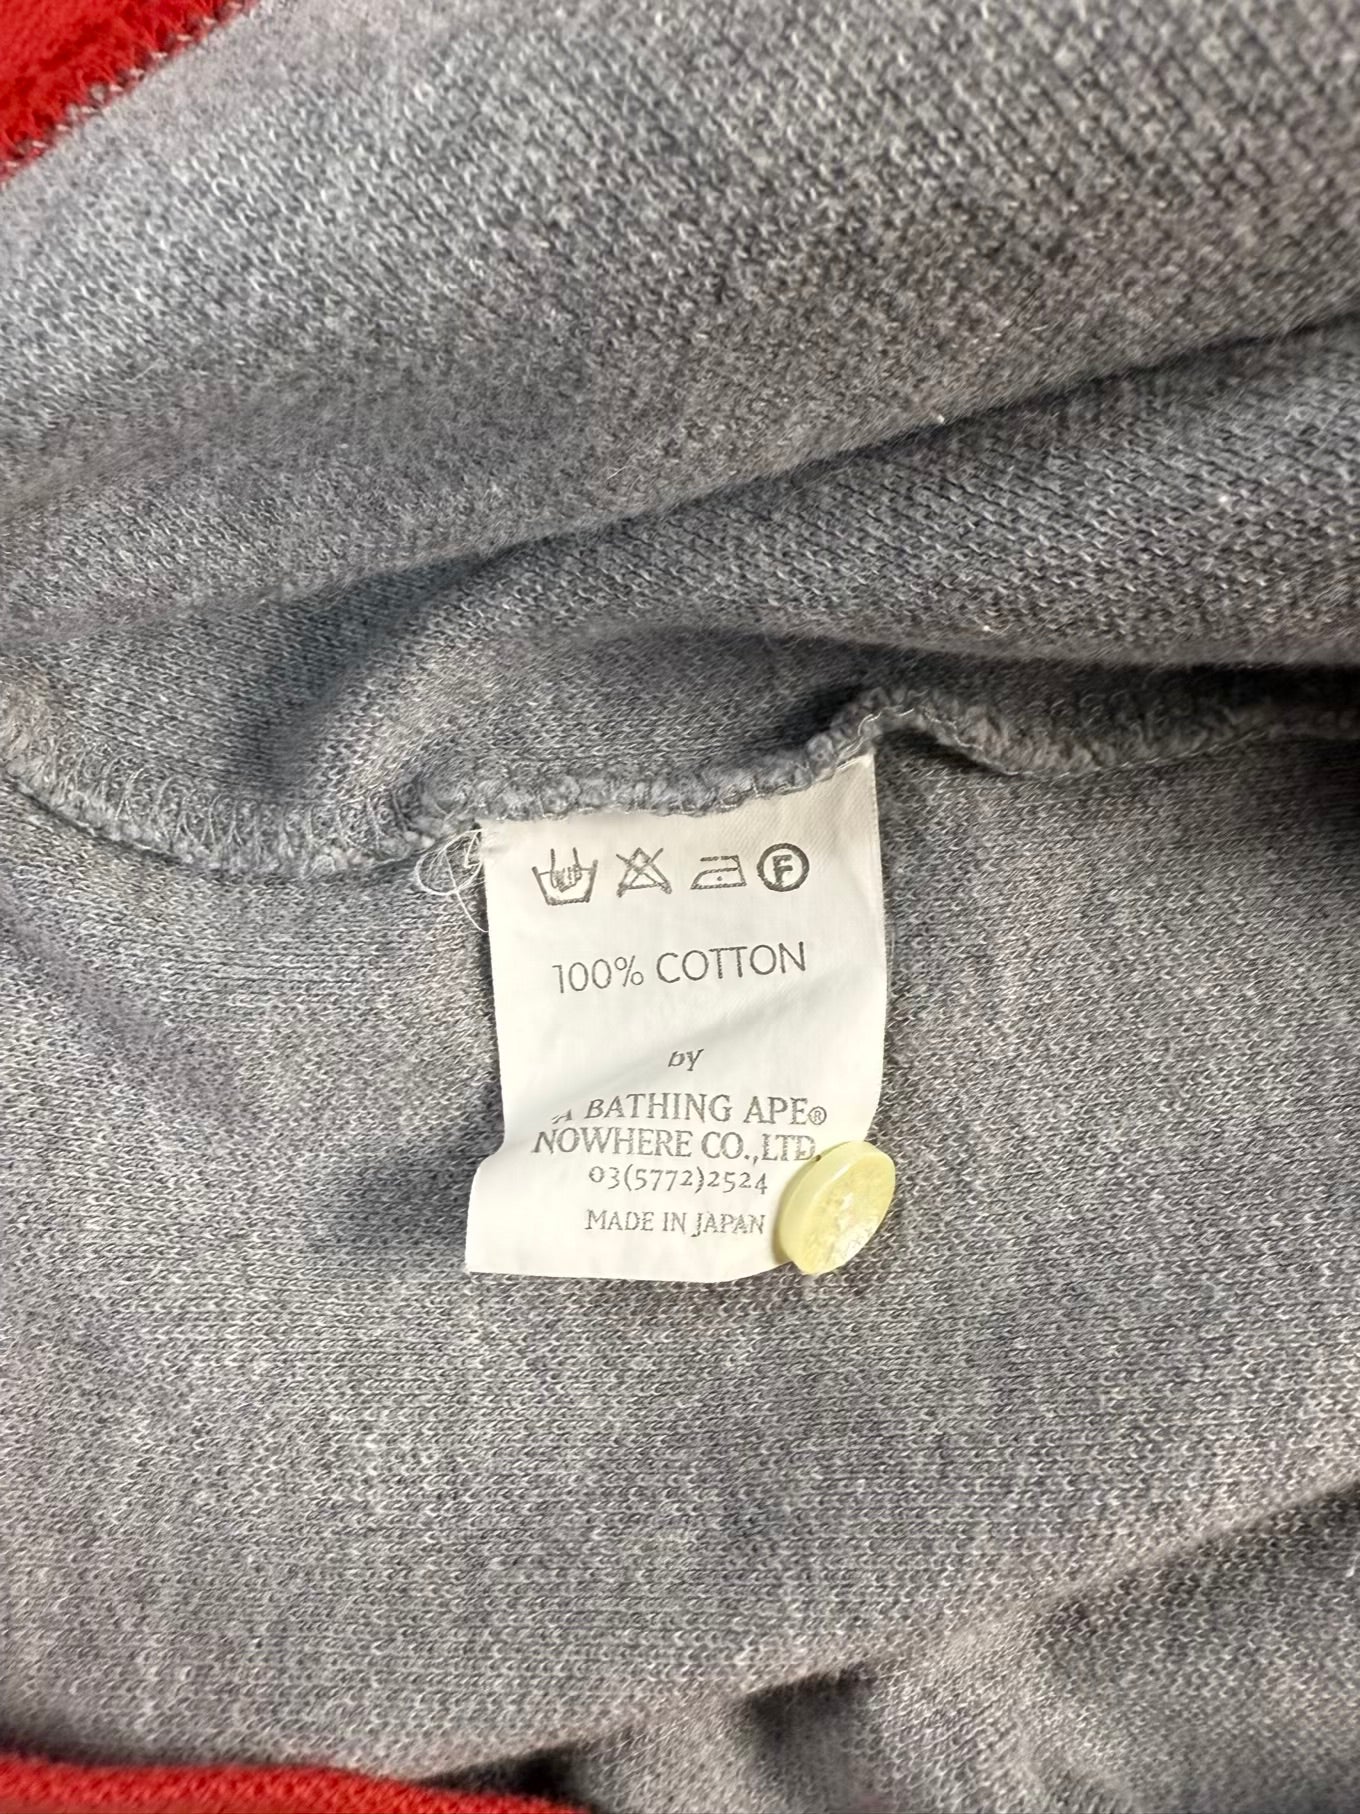 F
100% COTTON
by
A BATHING APE®
NOWHERE CO.,LTD.
03(5772)2524
MADE IN JAPAN